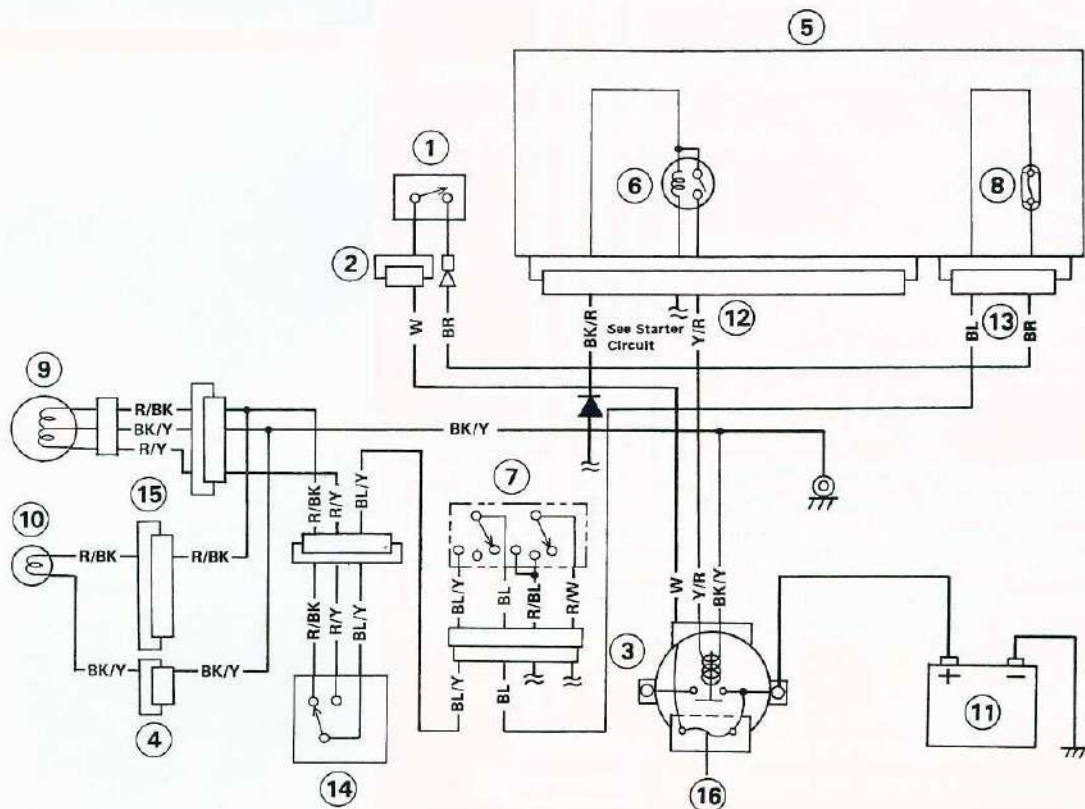 5
1
6
8
2
12
13
W
BR
BK/R
See Starter
Circuit
Y/R
BL
BR
9
R/BK
BK/Y
R/Y
BK/Y
15
7
10
R/BK
R/BK
R/BK
R/Y
BL/Y
BL/Y
BL
R/BL
R/W
W
Y/R
BK/Y
R/BK
R/Y
BL/Y
3
BK/Y
BK/Y
BL/Y
BL
+
−
11
4
14
16